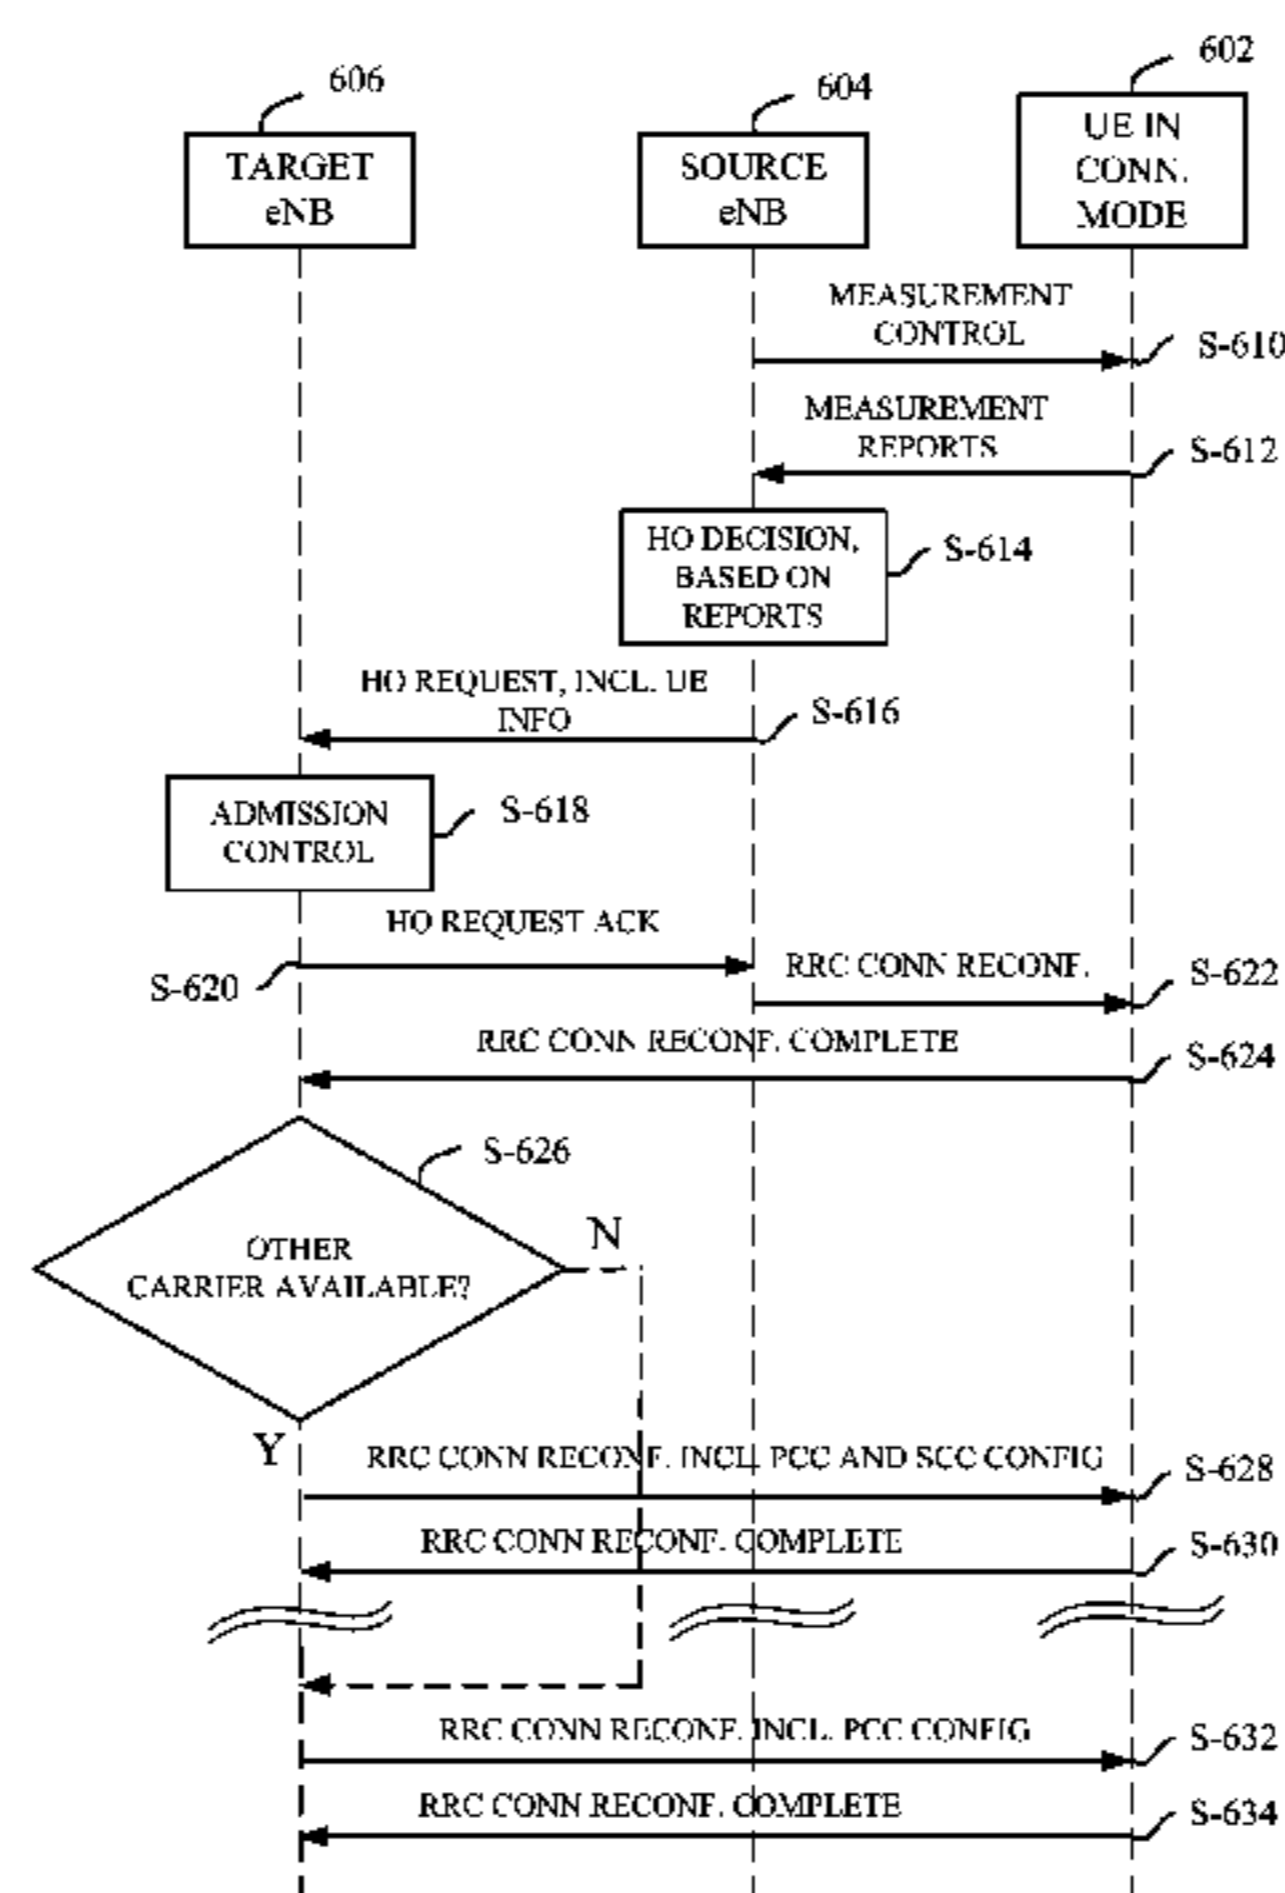 606
604
602
TARGET
eNB
SOURCE
eNB
UE IN
CONN.
MODE
MEASUREMENT
CONTROL
S-610
MEASUREMENT
REPORTS
S-612
HO DECISION,
BASED ON
REPORTS
S-614
HO REQUEST, INCL. UE
INFO
S-616
ADMISSION
CONTROL
S-618
HO REQUEST ACK
S-620
RRC CONN RECONF.
S-622
RRC CONN RECONF. COMPLETE
S-624
S-626
OTHER
CARRIER AVAILABLE?
N
Y
RRC CONN RECONF. INCL. PCC AND SCC CONFIG
S-628
RRC CONN RECONF. COMPLETE
S-630
RRC CONN RECONF. INCL. PCC CONFIG
S-632
RRC CONN RECONF. COMPLETE
S-634